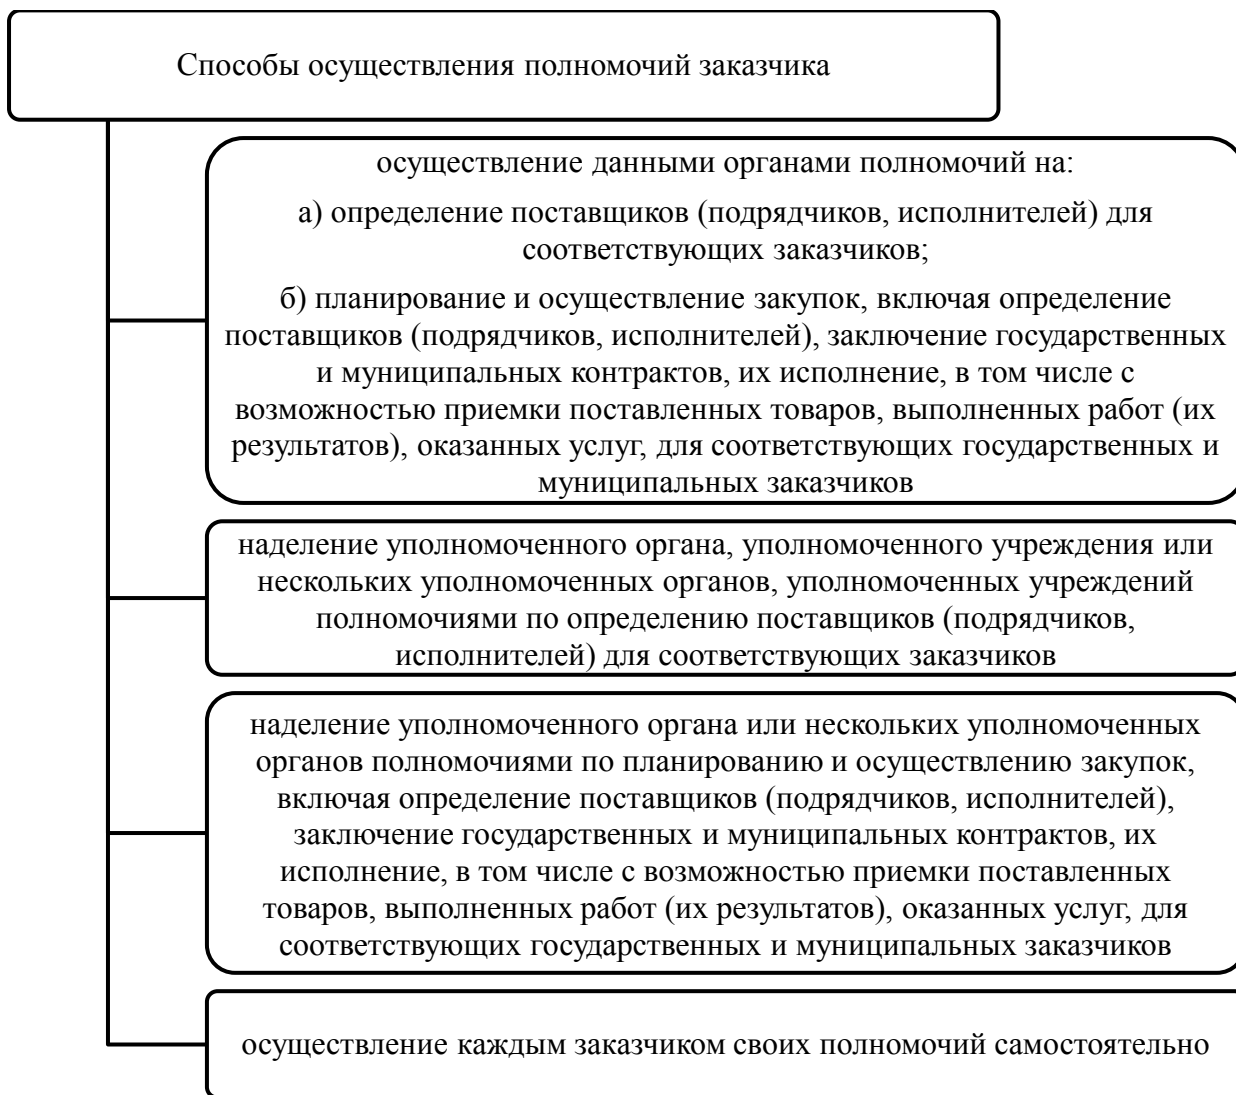 Способы осуществления полномочий заказчика
осуществление данными органами полномочий на:
а) определение поставщиков (подрядчиков, исполнителей) для
соответствующих заказчиков;
б) планирование и осуществление закупок, включая определение
поставщиков (подрядчиков, исполнителей), заключение государственных
и муниципальных контрактов, их исполнение, в том числе с
возможностью приемки поставленных товаров, выполненных работ (их
результатов), оказанных услуг, для соответствующих государственных и
муниципальных заказчиков
наделение уполномоченного органа, уполномоченного учреждения или
нескольких уполномоченных органов, уполномоченных учреждений
полномочиями по определению поставщиков (подрядчиков,
исполнителей) для соответствующих заказчиков
наделение уполномоченного органа или нескольких уполномоченных
органов полномочиями по планированию и осуществлению закупок,
включая определение поставщиков (подрядчиков, исполнителей),
заключение государственных и муниципальных контрактов, их
исполнение, в том числе с возможностью приемки поставленных
товаров, выполненных работ (их результатов), оказанных услуг, для
соответствующих государственных и муниципальных заказчиков
осуществление каждым заказчиком своих полномочий самостоятельно